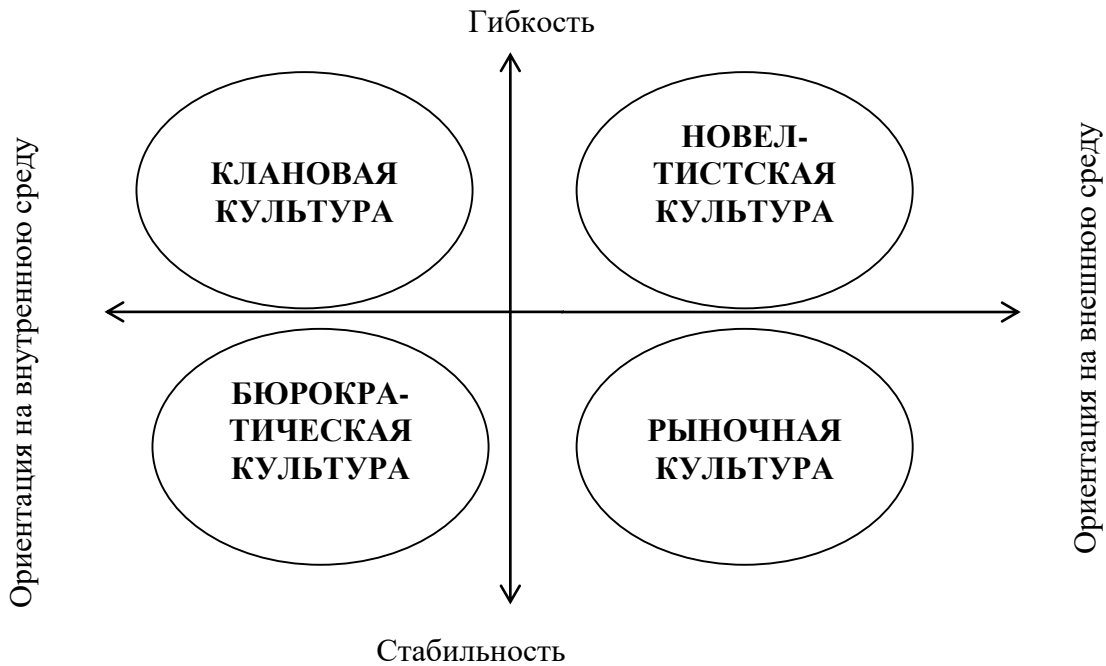 Гибкость
Ориентация на внутреннюю среду
КЛАНОВАЯ
КУЛЬТУРА
НОВЕЛ-
ТИСТСКАЯ
КУЛЬТУРА
Ориентация на внешнюю среду
БЮРОКРА-
ТИЧЕСКАЯ
КУЛЬТУРА
РЫНОЧНАЯ
КУЛЬТУРА
Стабильность